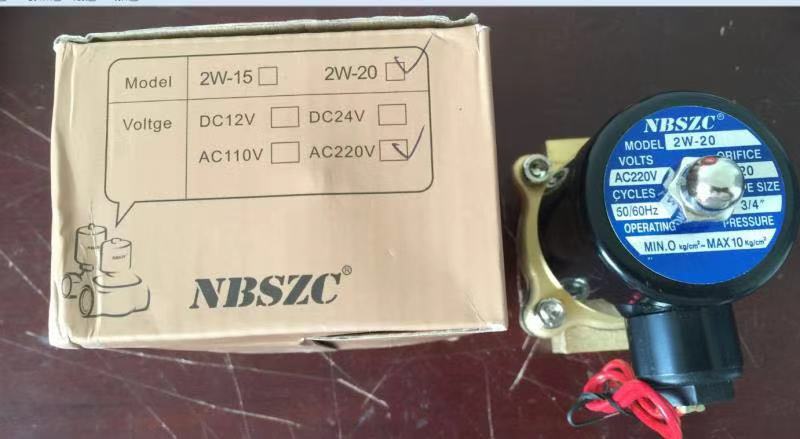 Model 2W-15 2W-20
Voltge DC12V DC24V
AC110V AC220V
NBSZC®
NBSZC®
MODEL 2W-20
VOLTS ORIFICE
AC220V 20
CYCLES PE SIZE
50/60Hz 3/4"
OPERATING PRESSURE
MIN.O kg/cm²~MAX10 Kg/cm²